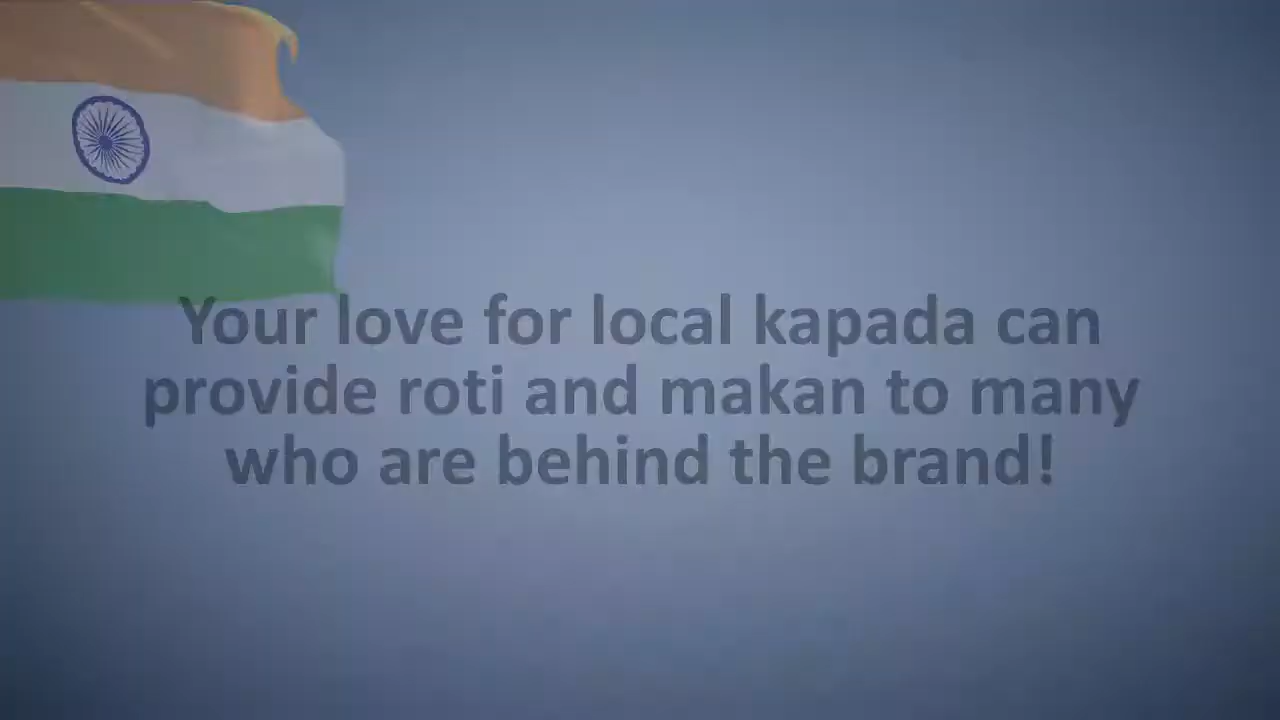 Your love for local kapada can
provide roti and makan to many
who are behind the brand!